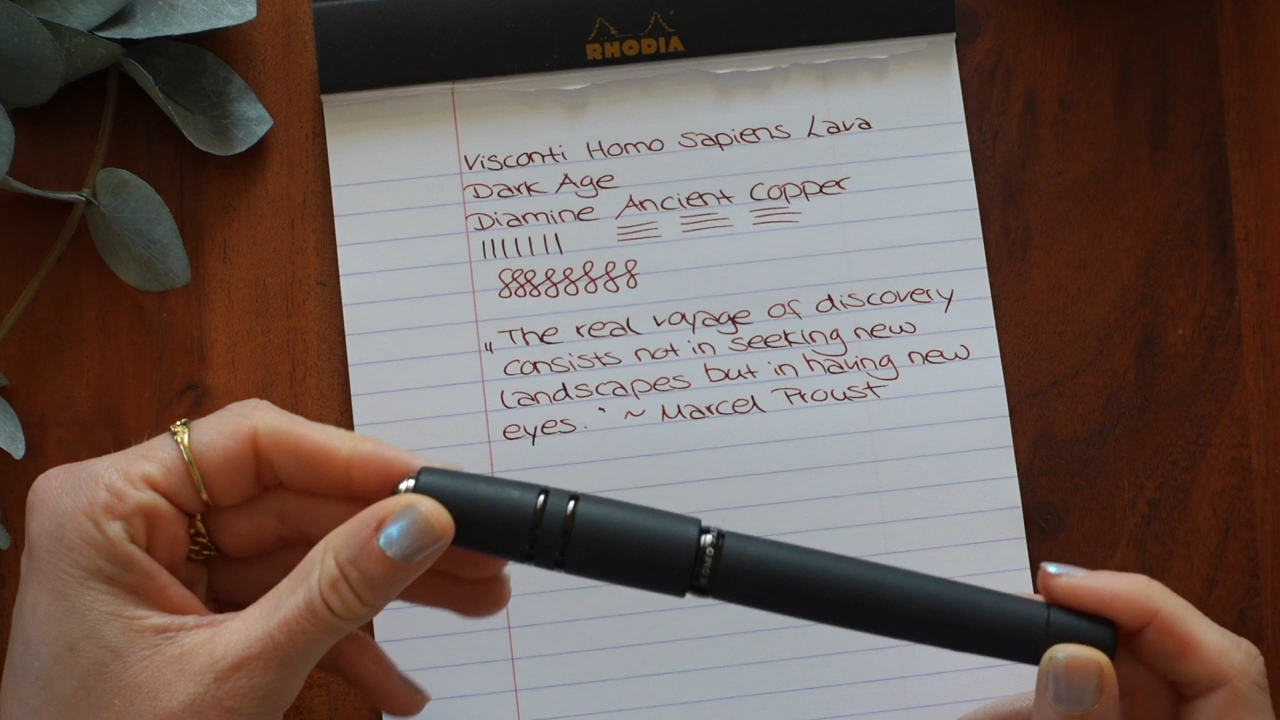 RHODIA
Visconti Homo Sapiens Lava
Dark Age
Diamine Ancient Copper
„The real voyage of discovery
consists not in seeking new
landscapes but in having new
eyes." ~ Marcel Proust